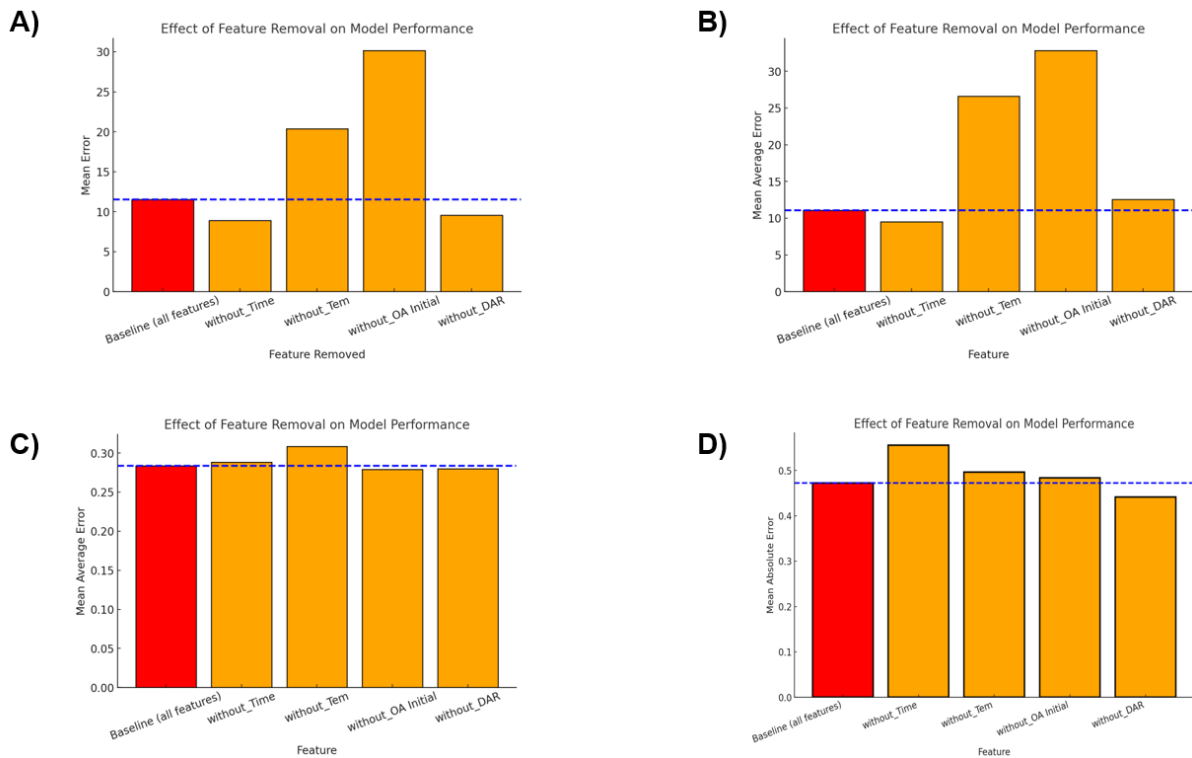 A)
Effect of Feature Removal on Model Performance
30
25
20
15
10
5
0
Mean Error
Baseline (all features)
without_Time
without_Tem
without_OA Initial
without_DAR
Feature Removed
B)
Effect of Feature Removal on Model Performance
30
25
20
15
10
5
0
Mean Average Error
Baseline (all features)
without_Time
without_Tem
without_OA Initial
without_DAR
Feature
C)
Effect of Feature Removal on Model Performance
0.30
0.25
0.20
0.15
0.10
0.05
0.00
Mean Average Error
Baseline (all features)
without_Time
without_Tem
without_OA Initial
without_DAR
Feature
D)
Effect of Feature Removal on Model Performance
0.5
0.4
0.3
0.2
0.1
0.0
Mean Absolute Error
Baseline (all features)
without_Time
without_Tem
without_OA Initial
without_DAR
Feature